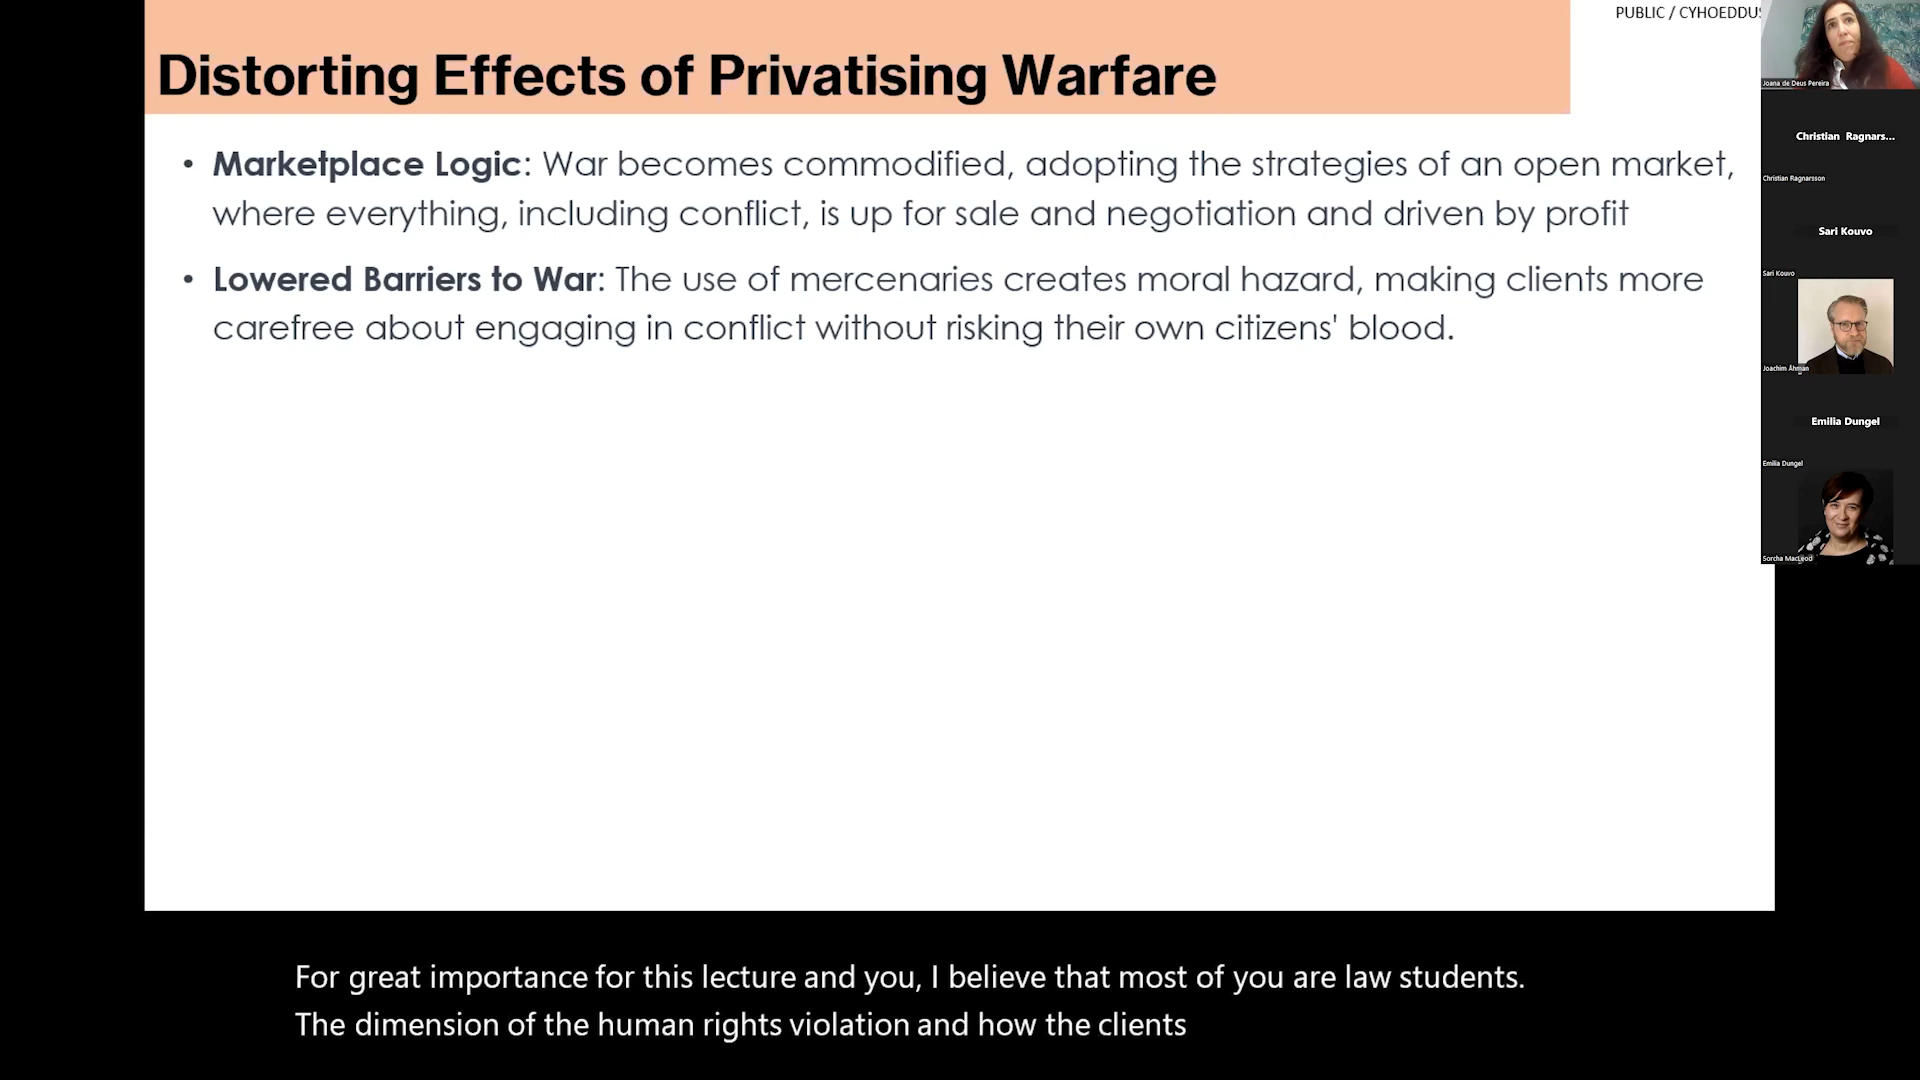 PUBLIC / CYHOEDDUS
Distorting Effects of Privatising Warfare
• Marketplace Logic: War becomes commodified, adopting the strategies of an open market,
where everything, including conflict, is up for sale and negotiation and driven by profit
• Lowered Barriers to War: The use of mercenaries creates moral hazard, making clients more
carefree about engaging in conflict without risking their own citizens' blood.
Joana de Deus Pereira
Christian Ragnars...
Christian Ragnarsson
Sari Kouvo
Sari Kouvo
Joachim Åhman
Emilia Dungel
Emilia Dungel
Sorcha MacLeod
For great importance for this lecture and you, I believe that most of you are law students.
The dimension of the human rights violation and how the clients